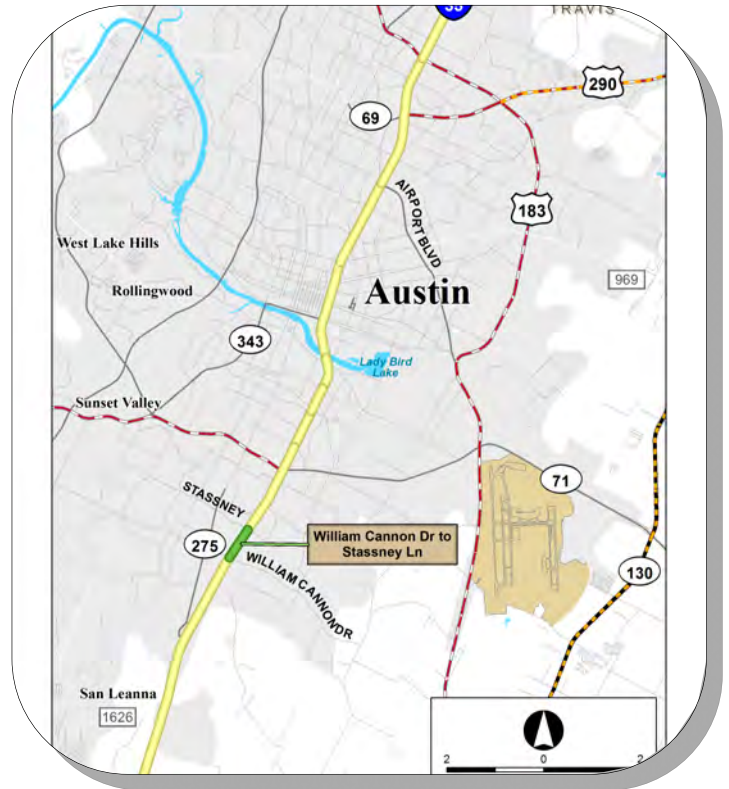 35
TRAVIS
290
69
AIRPORT BLVD
183
West Lake Hills
969
Rollingwood
Austin
343
Lady Bird
Lake
Sunset Valley
71
STASSNEY
William Cannon Dr to
Stassney Ln
275
WILLIAM CANNON DR
130
San Leanna
1626
2 0 2